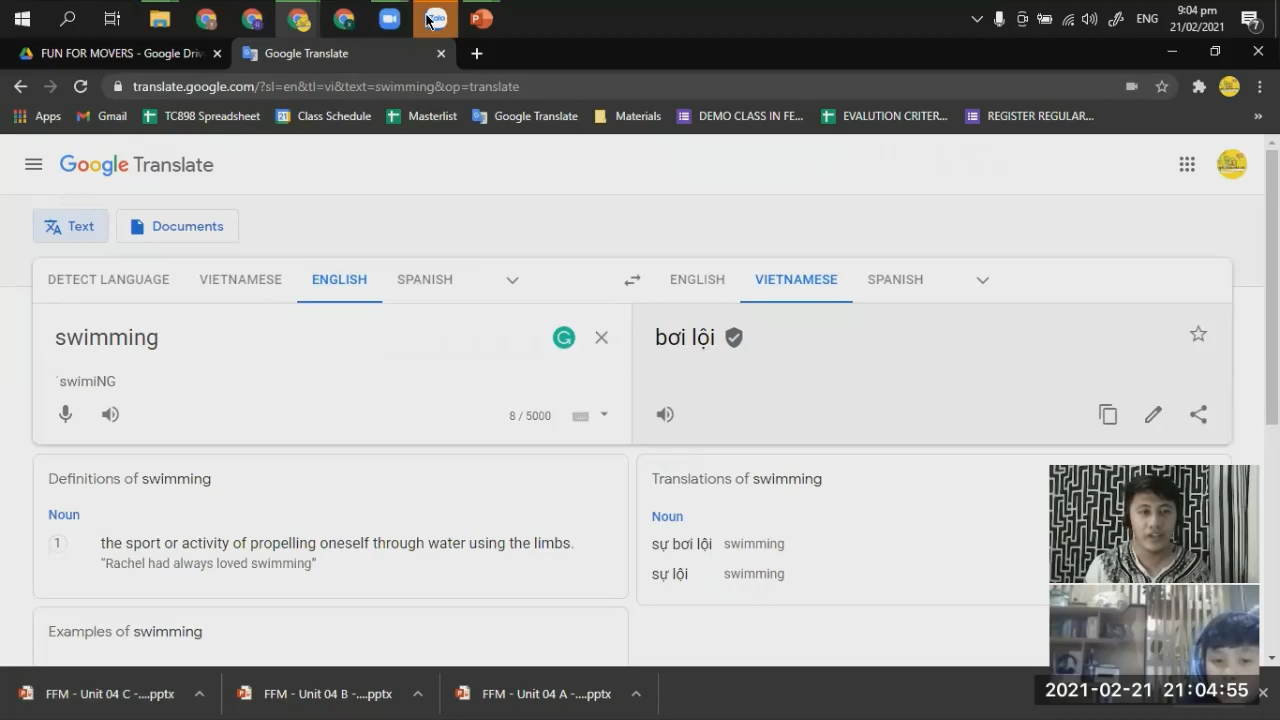 Zalo
ENG
9:04 pm
21/02/2021
7
FUN FOR MOVERS - Google Driv
Google Translate
translate.google.com/?sl=en&tl=vi&text=swimming&op=translate
Apps
Gmail
TC898 Spreadsheet
21
Class Schedule
Masterlist
Google Translate
Materials
DEMO CLASS IN FE...
EVALUTION CRITER...
REGISTER REGULAR...
»
Google Translate
Text
Documents
DETECT LANGUAGE
VIETNAMESE
ENGLISH
SPANISH
ENGLISH
VIETNAMESE
SPANISH
swimming
bơi lội
ˈswimiNG
8 / 5000
Definitions of swimming
Noun
1
the sport or activity of propelling oneself through water using the limbs.
“Rachel had always loved swimming”
Translations of swimming
Noun
sự bơi lội swimming
sự lội swimming
Examples of swimming
FFM - Unit 04 C -....pptx
FFM - Unit 04 B -....pptx
FFM - Unit 04 A -....pptx
2021-02-21 21:04:55